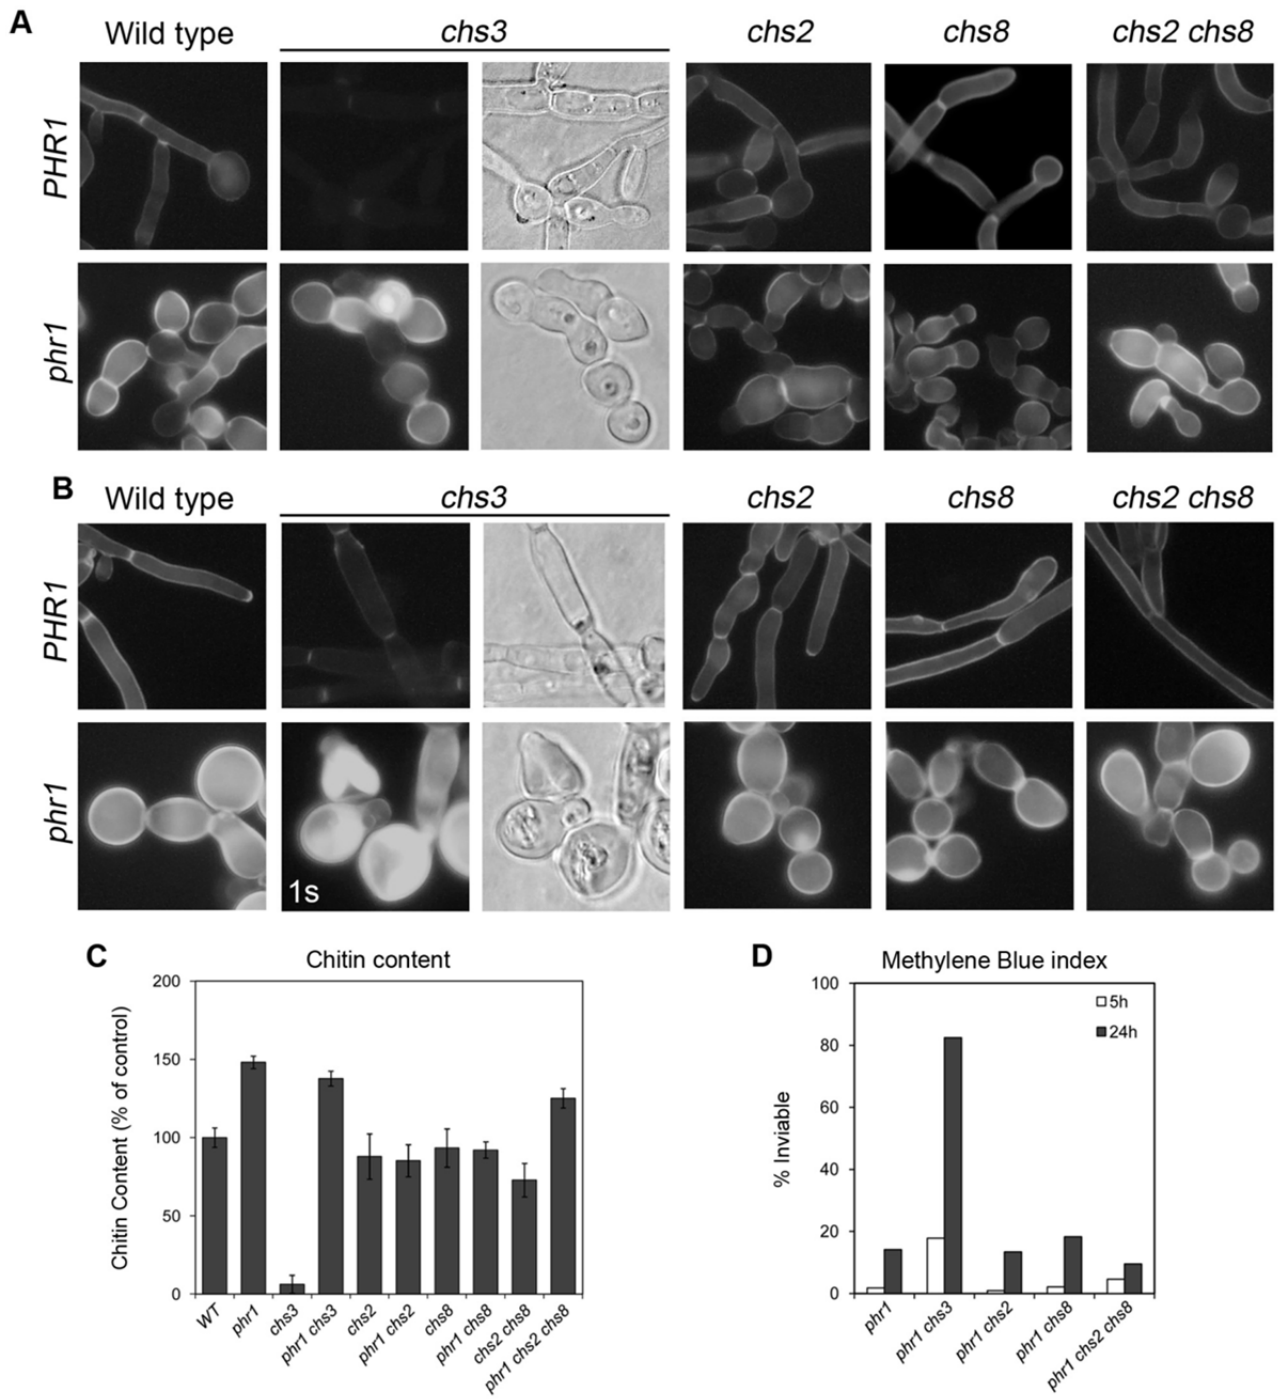 A
Wild type chs3 chs2 chs8 chs2 chs8
PHR1
phr1
B
Wild type chs3 chs2 chs8 chs2 chs8
PHR1
phr1
1s
C
Chitin content
Chitin Content (% of control)
200
150
100
50
0
WT phr1 chs3 phr1 chs3 chs2 phr1 chs2 chs8 phr1 chs8 chs2 chs8 phr1 chs2 chs8
D
Methylene Blue index
% Inviable
100
80
60
40
20
0
5h
24h
phr1 phr1 chs3 phr1 chs2 phr1 chs8 phr1 chs2 chs8